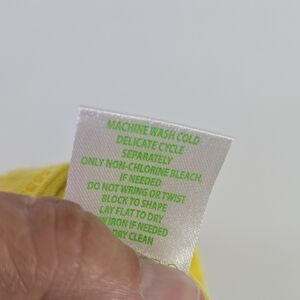 MACHINE WASH COLD
DELICATE CYCLE
SEPARATELY
ONLY NON-CHLORINE BLEACH,
IF NEEDED
DO NOT WRING OR TWIST
BLOCK TO SHAPE
LAY FLAT TO DRY
IRON IF NEEDED
DRY CLEAN